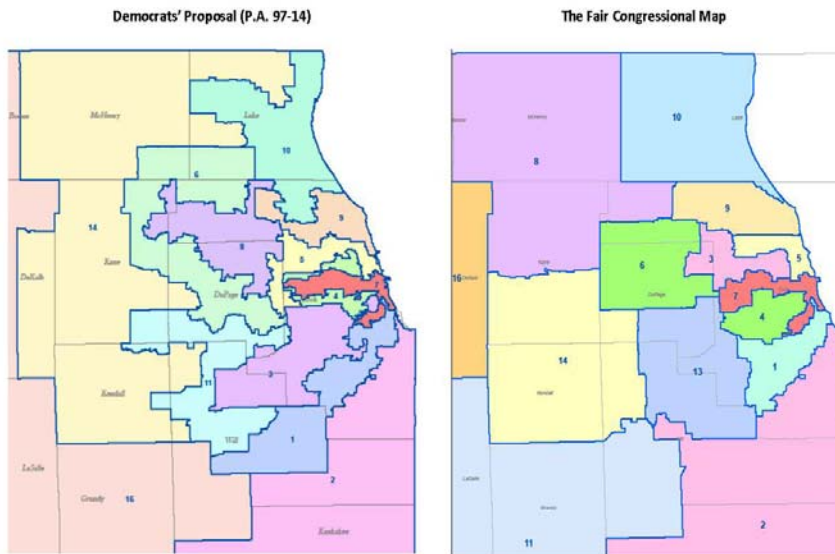 Democrats' Proposal (P.A. 97-14)
The Fair Congressional Map
McHenry
Lake
10
6
9
14
Kane
8
5
DeKalb
DuPage
7
4
11
3
Kendall
Will
1
LaSalle
2
Grundy
16
Kankakee
10
8
9
16
6
3
5
7
4
14
13
1
11
2